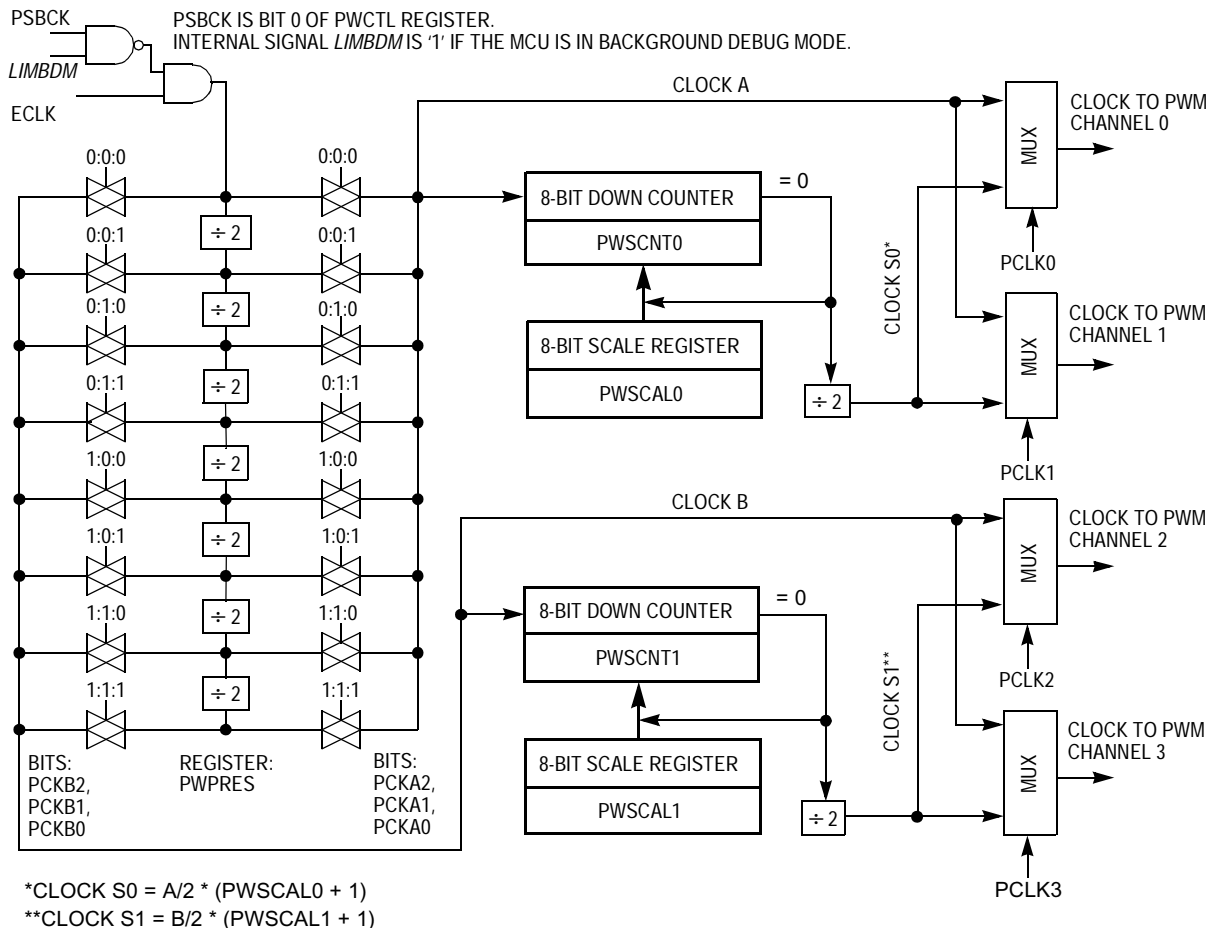 PSBCK
PSBCK IS BIT 0 OF PWCTL REGISTER.
INTERNAL SIGNAL LIMBDM IS '1' IF THE MCU IS IN BACKGROUND DEBUG MODE.
LIMBDM
ECLK
CLOCK A
CLOCK TO PWM
CHANNEL 0
MUX
PCLK0
0:0:0
0:0:0
÷ 2
0:0:1
0:0:1
÷ 2
0:1:0
0:1:0
÷ 2
0:1:1
0:1:1
÷ 2
1:0:0
1:0:0
÷ 2
1:0:1
1:0:1
÷ 2
1:1:0
1:1:0
÷ 2
1:1:1
1:1:1
8-BIT DOWN COUNTER
= 0
PWSCNT0
8-BIT SCALE REGISTER
PWSCAL0
÷ 2
CLOCK S0*
CLOCK TO PWM
CHANNEL 1
MUX
PCLK1
CLOCK B
CLOCK TO PWM
CHANNEL 2
MUX
PCLK2
8-BIT DOWN COUNTER
= 0
PWSCNT1
8-BIT SCALE REGISTER
PWSCAL1
÷ 2
CLOCK S1**
CLOCK TO PWM
CHANNEL 3
MUX
PCLK3
BITS:
PCKB2,
PCKB1,
PCKB0
REGISTER:
PWPRES
BITS:
PCKA2,
PCKA1,
PCKA0
*CLOCK S0 = A/2 * (PWSCAL0 + 1)
**CLOCK S1 = B/2 * (PWSCAL1 + 1)